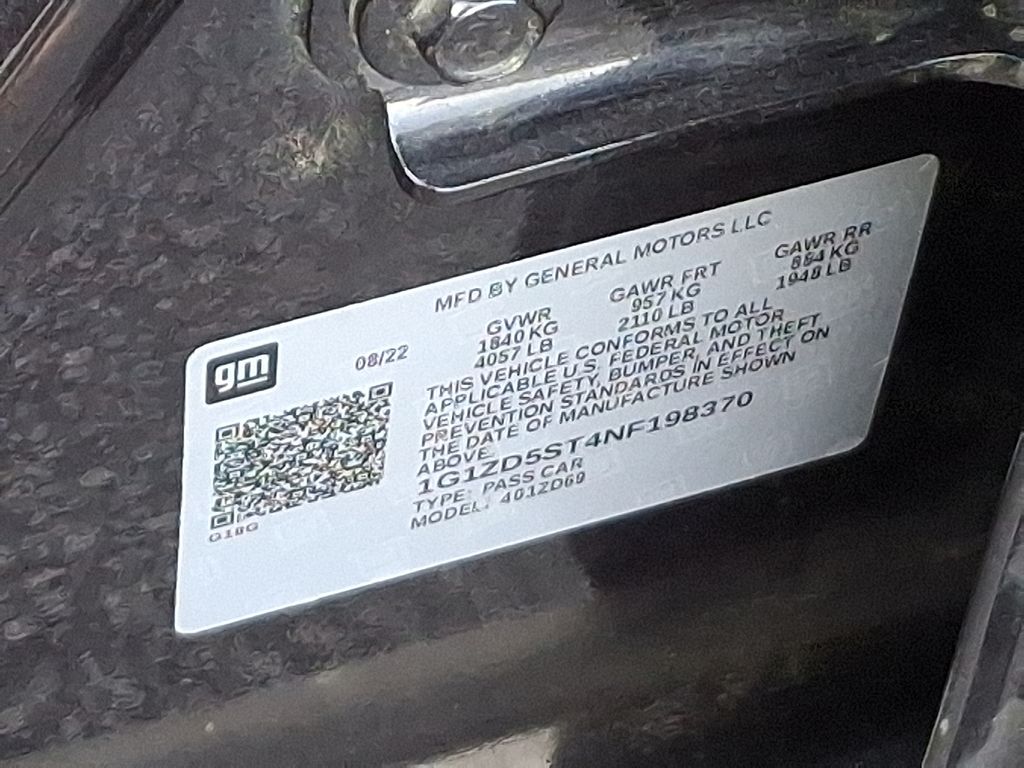 MFD BY GENERAL MOTORS LLC
gm
08/22
GVWR GAWR FRT GAWR RR
1840 KG 957 KG 884 KG
4057 LB 2110 LB 1948 LB
THIS VEHICLE CONFORMS TO ALL
APPLICABLE U.S. FEDERAL MOTOR
VEHICLE SAFETY, BUMPER, AND THEFT
PREVENTION STANDARDS IN EFFECT ON
THE DATE OF MANUFACTURE SHOWN
ABOVE.
1G1ZD5ST4NF198370
TYPE: PASS CAR
MODEL: 4012D69
G18G